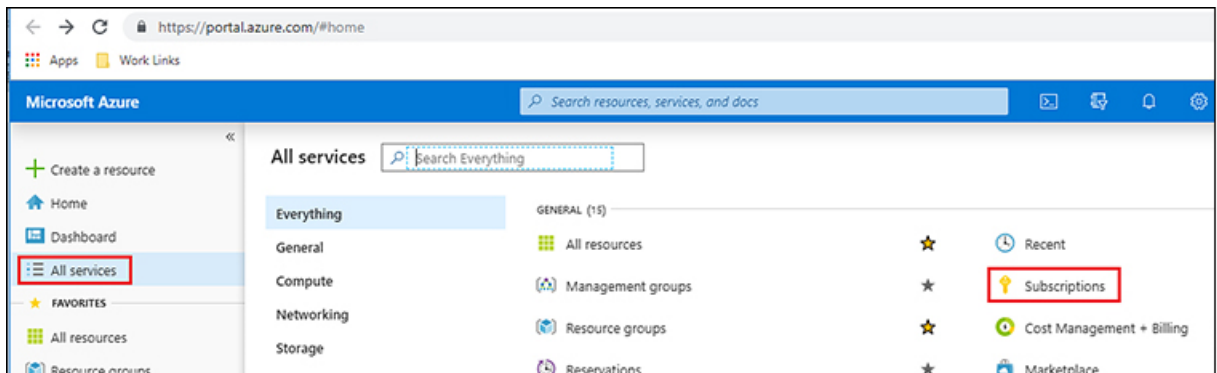 https://portal.azure.com/#home
Apps Work Links
Microsoft Azure
Search resources, services, and docs
«
Create a resource
Home
Dashboard
All services
FAVORITES
All resources
Resource groups
All services
Search Everything
Everything
General
Compute
Networking
Storage
GENERAL (15)
All resources
Recent
Management groups
Subscriptions
Resource groups
Cost Management + Billing
Reservations
Marketplace